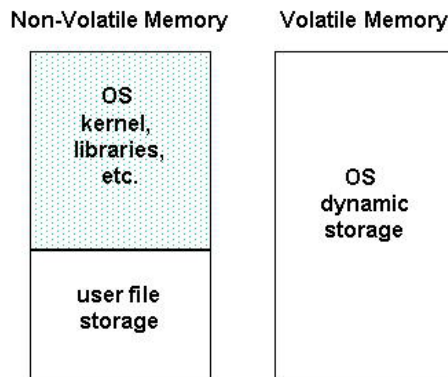 Non-Volatile Memory
Volatile Memory
OS
kernel,
libraries,
etc.
user file
storage
OS
dynamic
storage